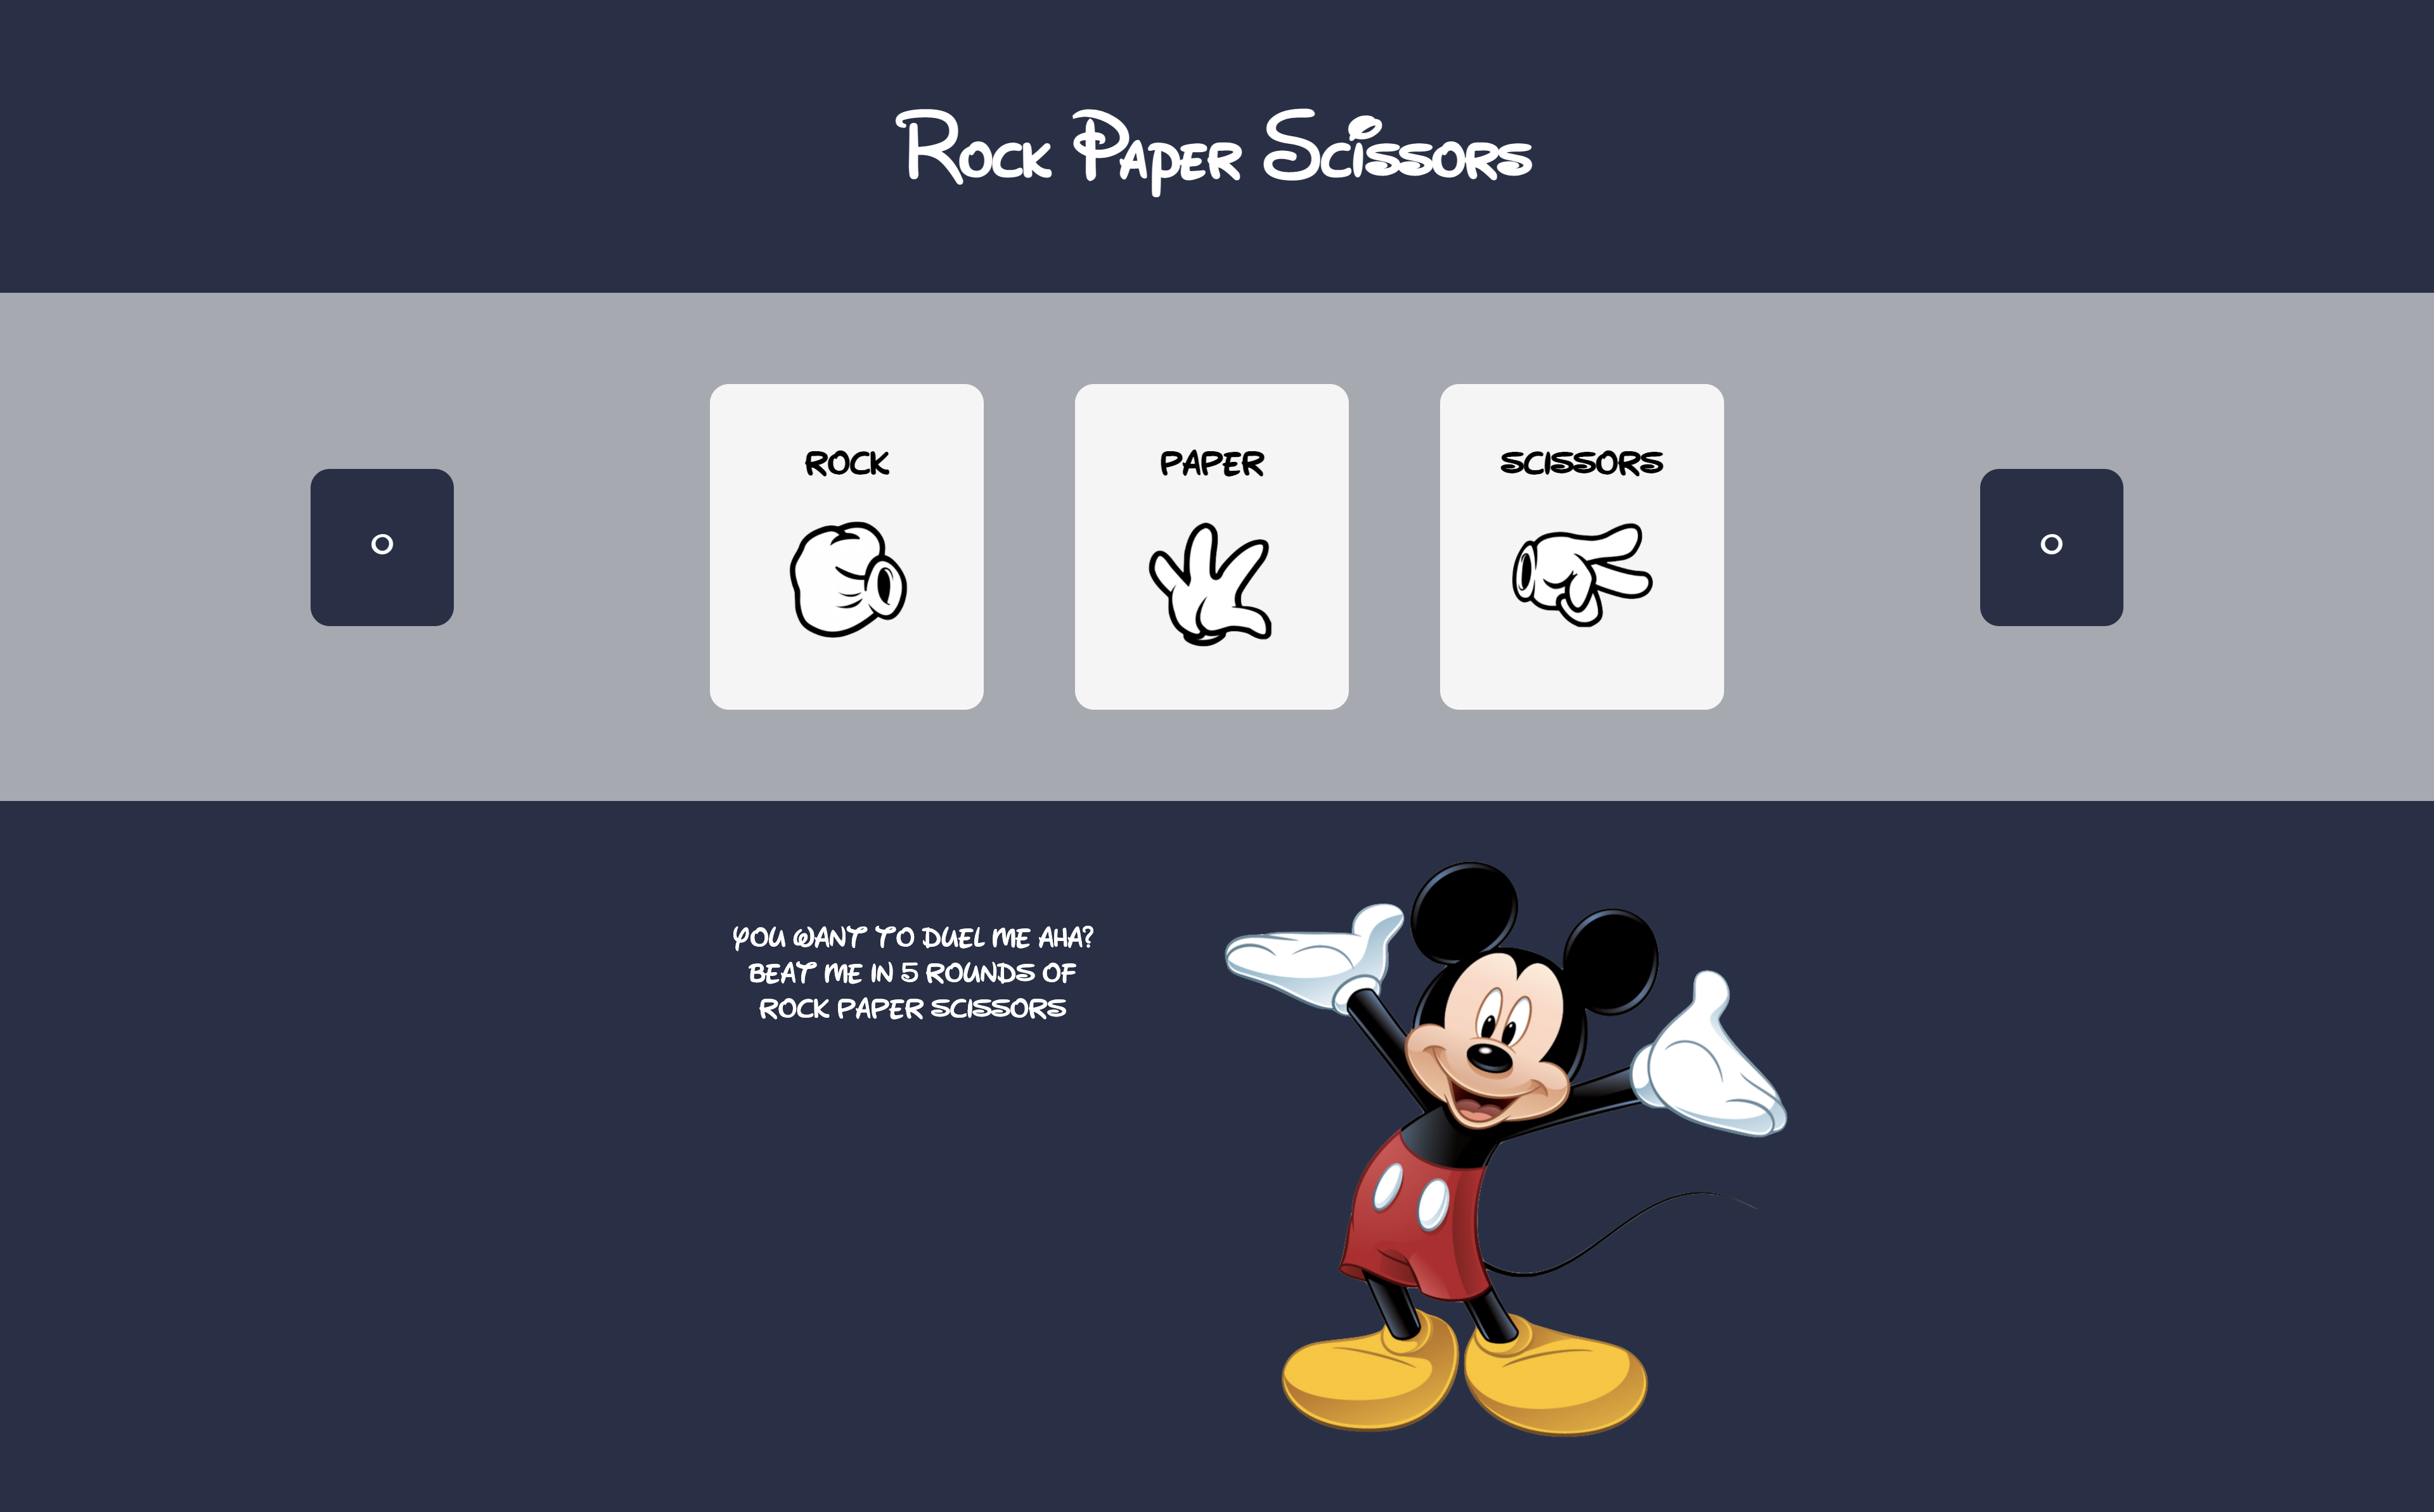 Rock Paper Scissors
ROCK
PAPER
SCISSORS
0
0
YOU WANT TO DUEL ME AHA?
BEAT ME IN 5 ROUNDS OF
ROCK PAPER SCISSORS